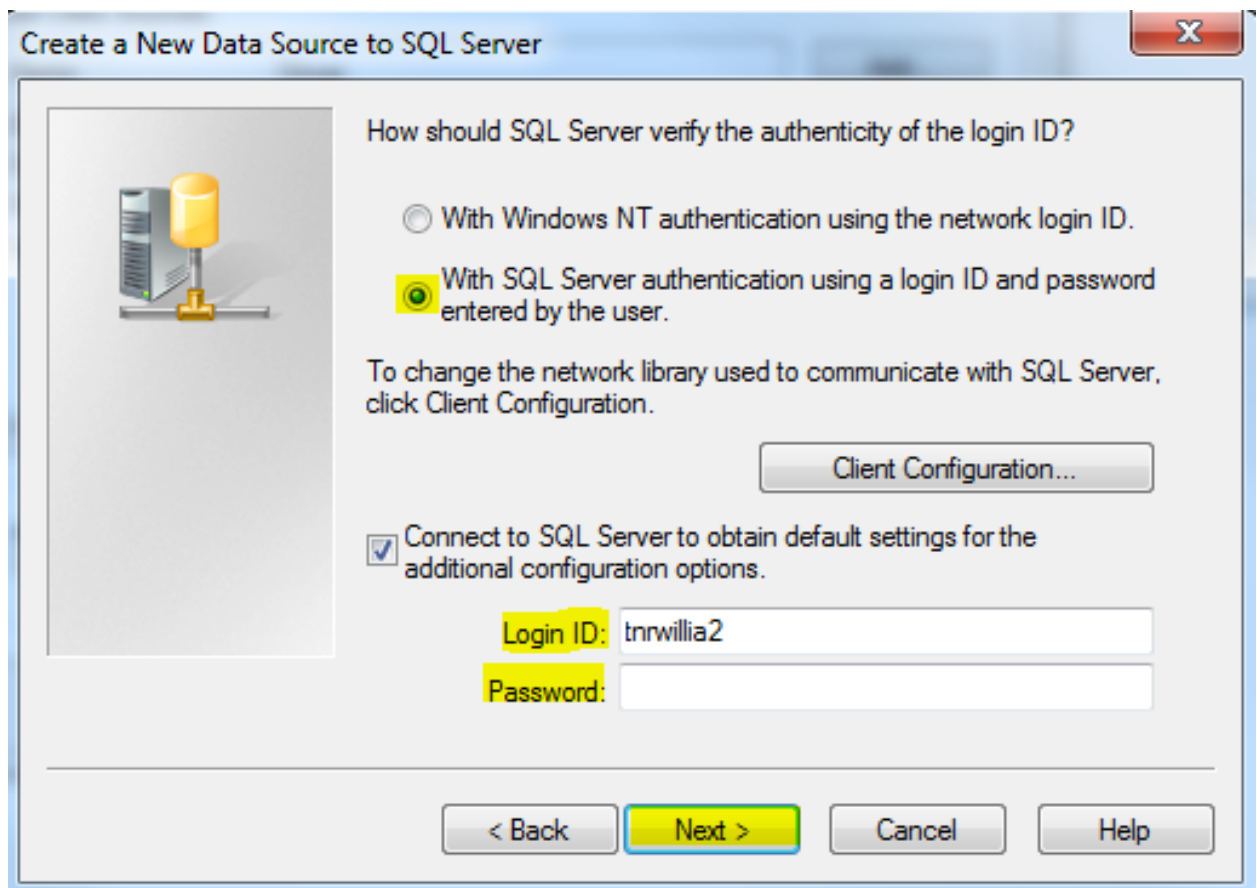 Create a New Data Source to SQL Server
How should SQL Server verify the authenticity of the login ID?
With Windows NT authentication using the network login ID.
With SQL Server authentication using a login ID and password
entered by the user.
To change the network library used to communicate with SQL Server,
click Client Configuration.
Client Configuration...
Connect to SQL Server to obtain default settings for the
additional configuration options.
Login ID: tnrwillia2
Password:
< Back Next > Cancel Help